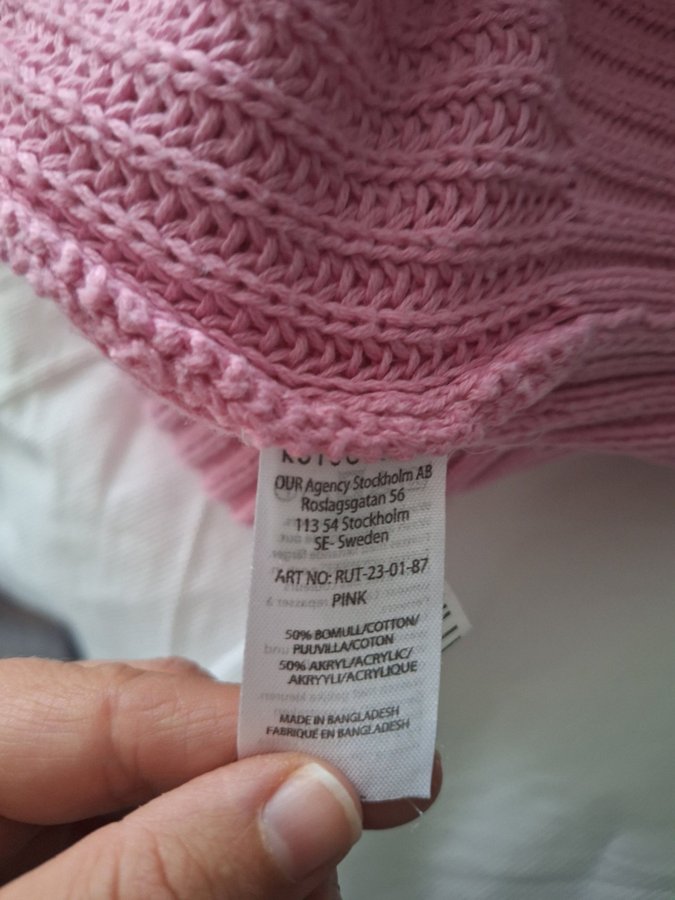 OUR Agency Stockholm AB
Roslagsgatan 56
113 54 Stockholm
SE- Sweden
ART NO: RUT-23-01-87
PINK
50% BOMULL/COTTON/
PUUVILLA/COTON
50% AKRYL/ACRYLIC/
AKRYYLI/ACRYLIQUE
MADE IN BANGLADESH
FABRIQUÉ EN BANGLADESH